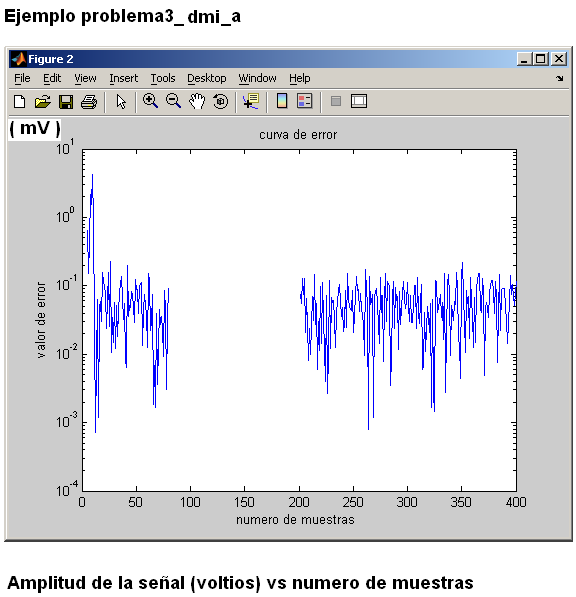 Ejemplo problema3_dmi_a
Figure 2
File Edit View Insert Tools Desktop Window Help
( mV )
curva de error
10^1
10^0
10^-1
10^-2
10^-3
10^-4
valor de error
0 50 100 150 200 250 300 350 400
numero de muestras
Amplitud de la señal (voltios) vs numero de muestras